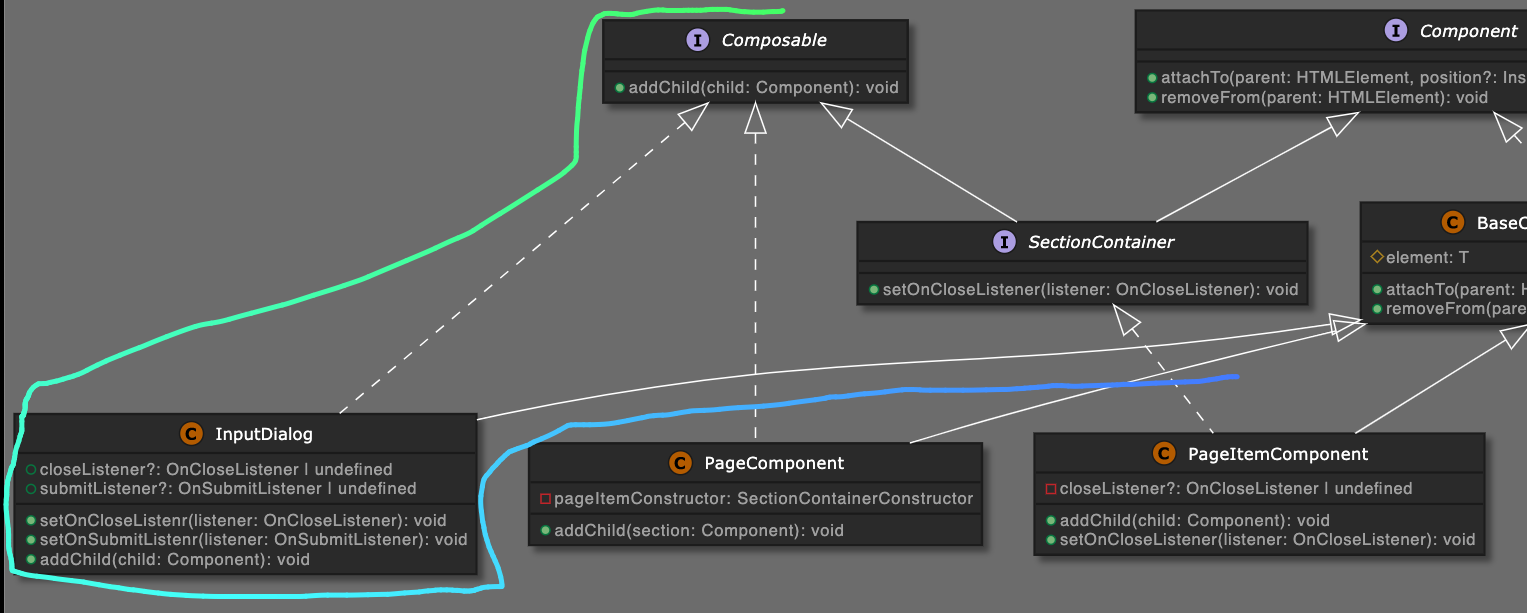 I Composable
addChild(child: Component): void
I Component
attachTo(parent: HTMLElement, position?: Ins
removeFrom(parent: HTMLElement): void
I SectionContainer
setOnCloseListener(listener: OnCloseListener): void
C BaseC
element: T
attachTo(parent: H
removeFrom(pare
C InputDialog
closeListener?: OnCloseListener | undefined
submitListener?: OnSubmitListener | undefined
setOnCloseListenr(listener: OnCloseListener): void
setOnSubmitListenr(listener: OnSubmitListener): void
addChild(child: Component): void
C PageComponent
pageItemConstructor: SectionContainerConstructor
addChild(section: Component): void
C PageItemComponent
closeListener?: OnCloseListener | undefined
addChild(child: Component): void
setOnCloseListener(listener: OnCloseListener): void